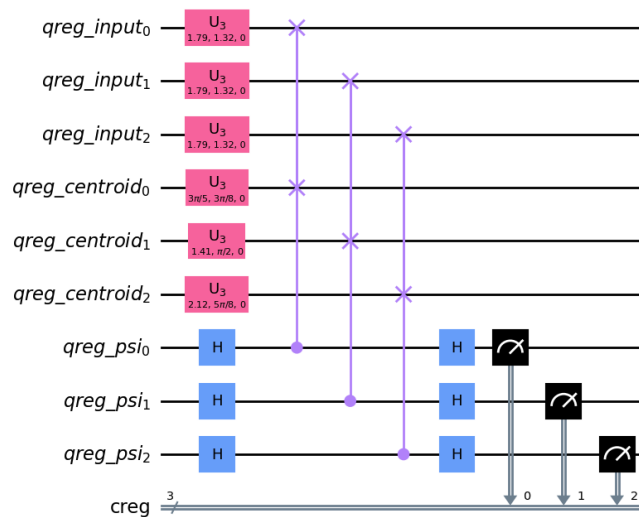 qreg_input0 U3 1.79, 1.32, 0
qreg_input1 U3 1.79, 1.32, 0
qreg_input2 U3 1.79, 1.32, 0
qreg_centroid0 U3 3π/5, 3π/8, 0
qreg_centroid1 U3 1.41, π/2, 0
qreg_centroid2 U3 2.12, 5π/8, 0
qreg_psi0 H H
qreg_psi1 H H
qreg_psi2 H H
creg 3 0 1 2